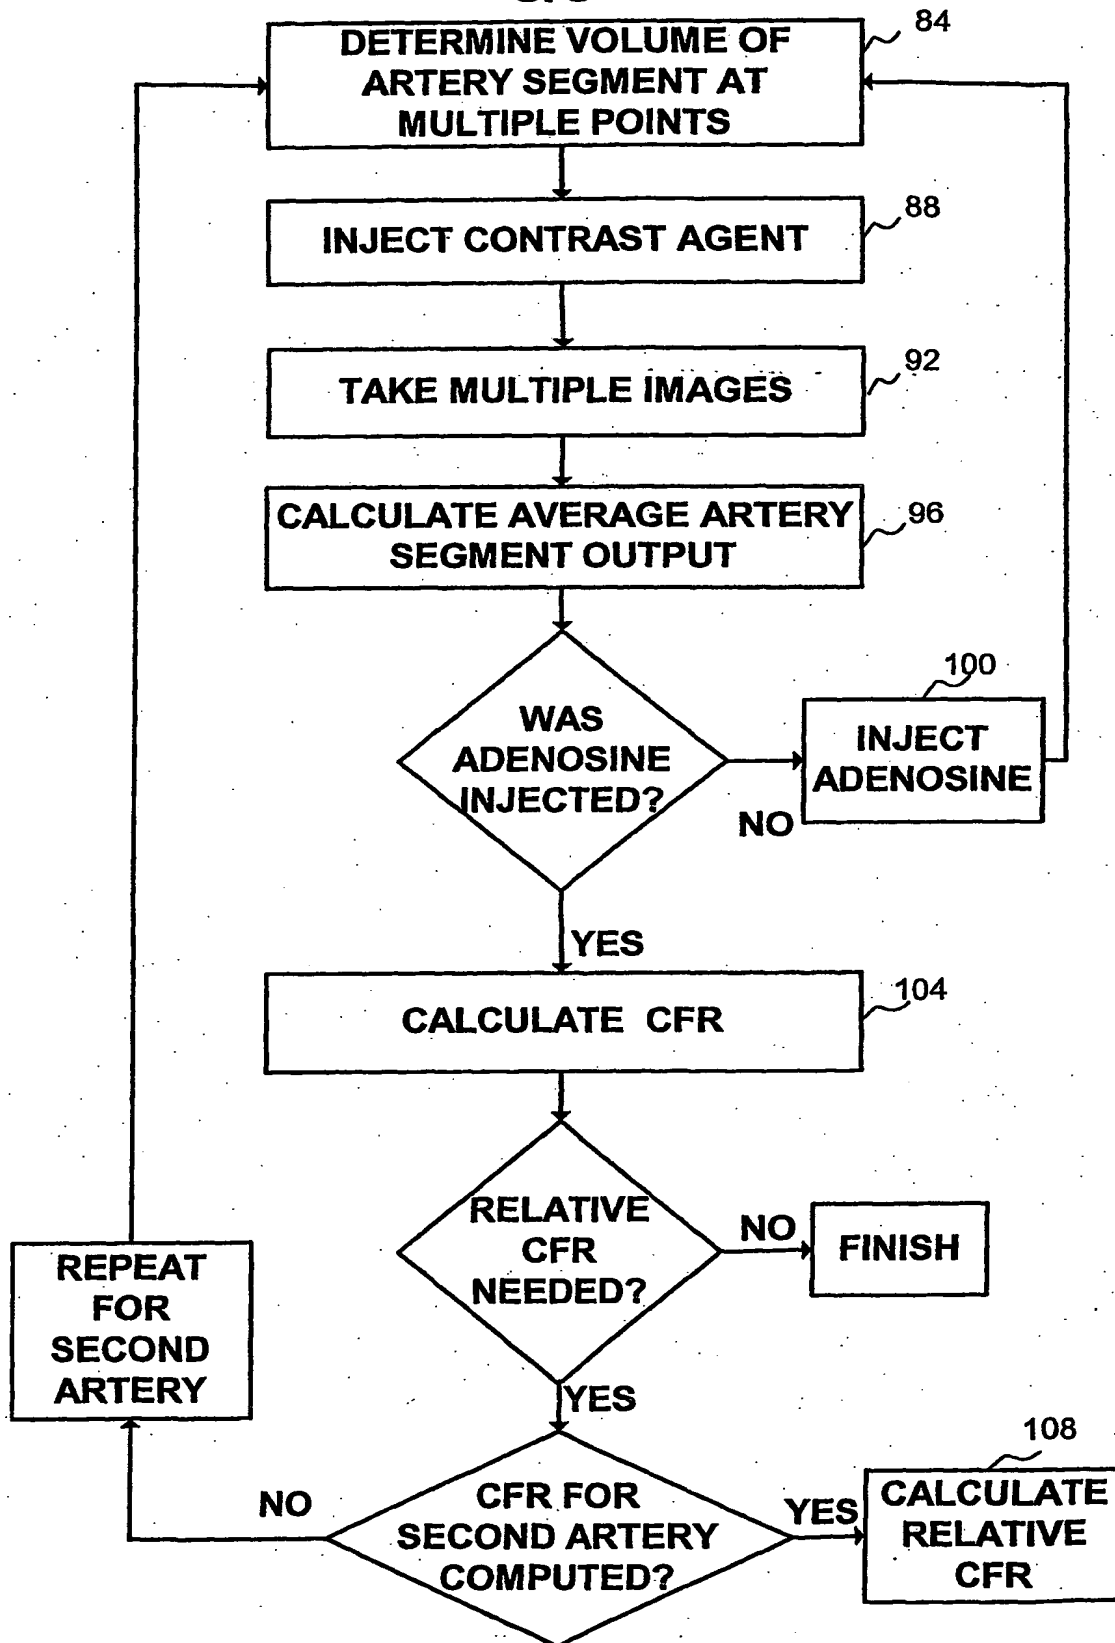 DETERMINE VOLUME OF
ARTERY SEGMENT AT
MULTIPLE POINTS
84
INJECT CONTRAST AGENT
88
TAKE MULTIPLE IMAGES
92
CALCULATE AVERAGE ARTERY
SEGMENT OUTPUT
96
WAS
ADENOSINE
INJECTED?
NO
100
INJECT
ADENOSINE
YES
CALCULATE CFR
104
RELATIVE
CFR
NEEDED?
NO
FINISH
REPEAT
FOR
SECOND
ARTERY
YES
NO
CFR FOR
SECOND ARTERY
COMPUTED?
YES
108
CALCULATE
RELATIVE
CFR